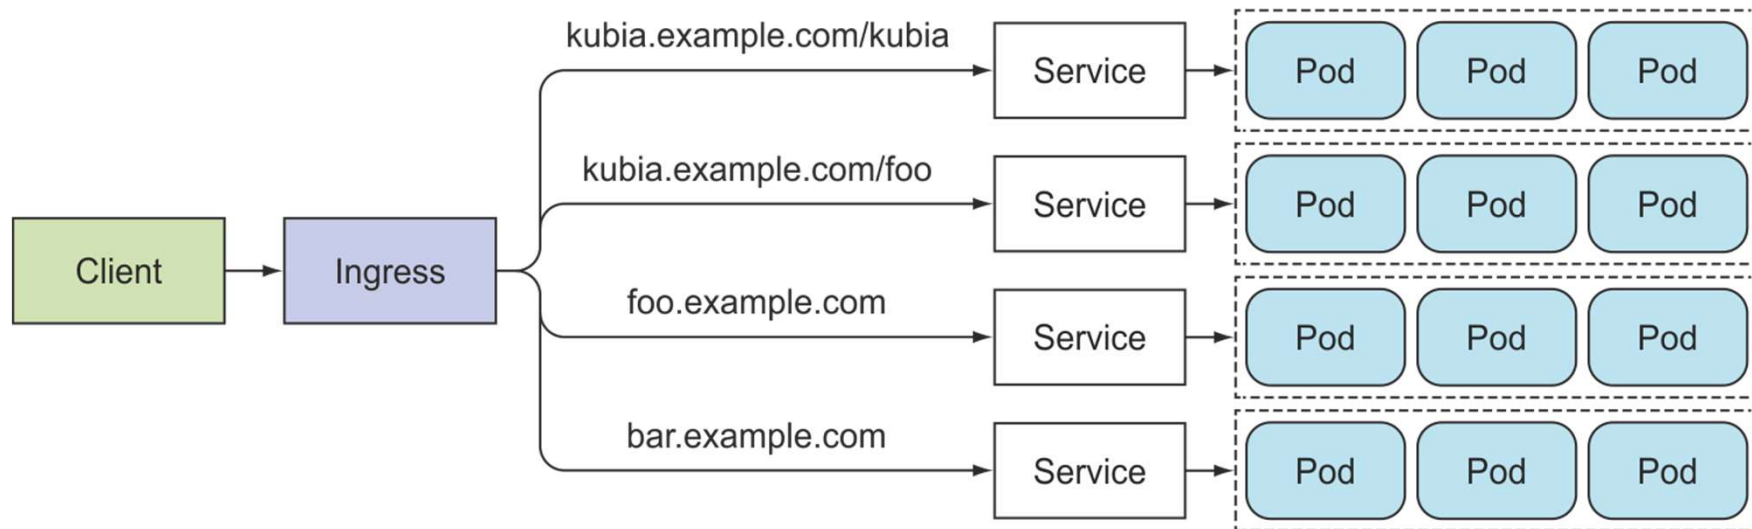 kubia.example.com/kubia
Service
Pod
Pod
Pod
kubia.example.com/foo
Service
Pod
Pod
Pod
Client
Ingress
foo.example.com
Service
Pod
Pod
Pod
bar.example.com
Service
Pod
Pod
Pod